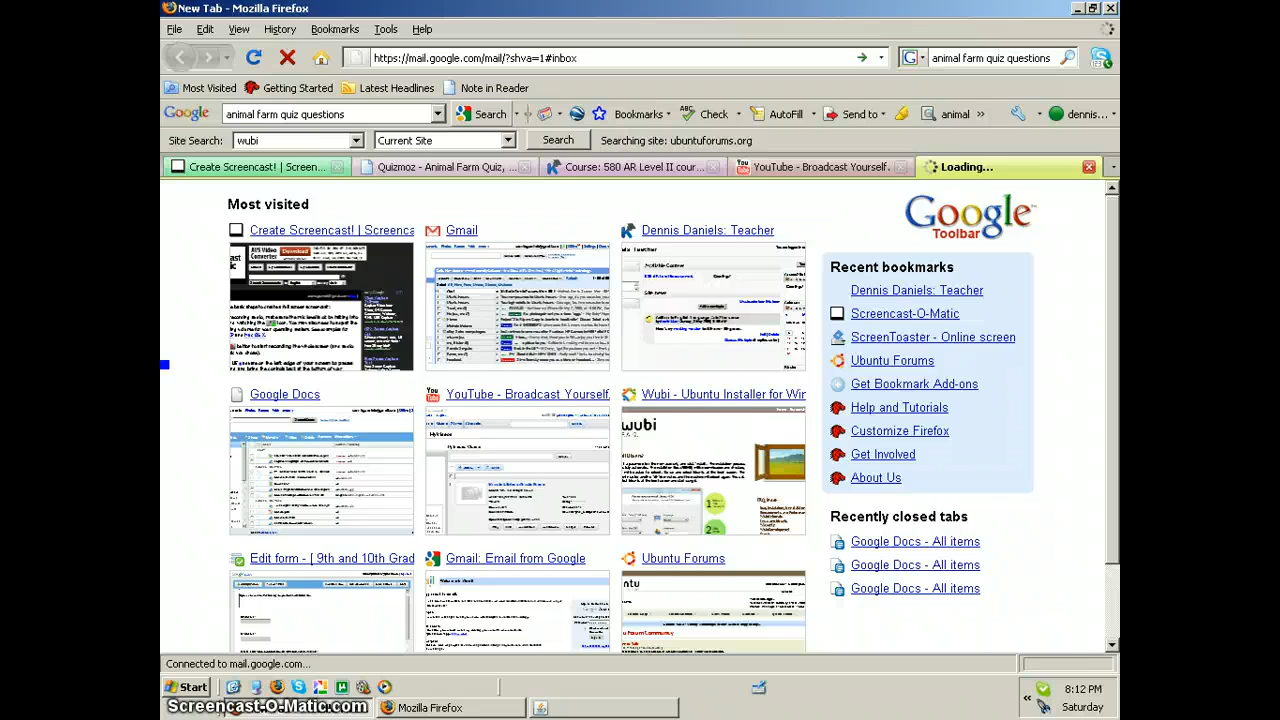 New Tab - Mozilla Firefox
File Edit View History Bookmarks Tools Help
https://mail.google.com/mail/?shva=1#inbox
animal farm quiz questions
Most Visited Getting Started Latest Headlines Note in Reader
Google animal farm quiz questions Search Bookmarks Check AutoFill Send to animal » dennis...
Site Search: wubi Current Site Search Searching site: ubuntuforums.org
Create Screencast! | Screen... Quizmoz - Animal Farm Quiz, ... Course: 580 AR Level II cour... YouTube - Broadcast Yourself. Loading...
Most visited
Create Screencast! | Screenca
Gmail
Dennis Daniels: Teacher
Google Docs
YouTube - Broadcast Yourself.
Wubi - Ubuntu Installer for Win
wubi
Edit form - [ 9th and 10th Grad
Gmail: Email from Google
Ubuntu Forums
Google
Toolbar
Recent bookmarks
Dennis Daniels: Teacher
Screencast-O-Matic
ScreenToaster - Online screen
Ubuntu Forums
Get Bookmark Add-ons
Help and Tutorials
Customize Firefox
Get Involved
About Us
Recently closed tabs
Google Docs - All items
Google Docs - All items
Google Docs - All items
Connected to mail.google.com...
Start
Screencast-O-Matic.com
Mozilla Firefox
8:12 PM
Saturday